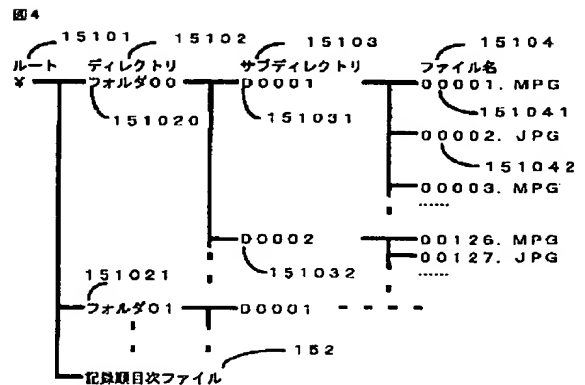 図4
15101 15102 15103 15104
ルート ディレクトリ サブディレクトリ ファイル名
¥ フォルダ00 D0001 00001. MPG
151020 151031 151041
00002. JPG
151042
00003. MPG
......
D0002 00126. MPG
151032 00127. JPG
......
151021
フォルダ01 D0001
152
記録順目次ファイル